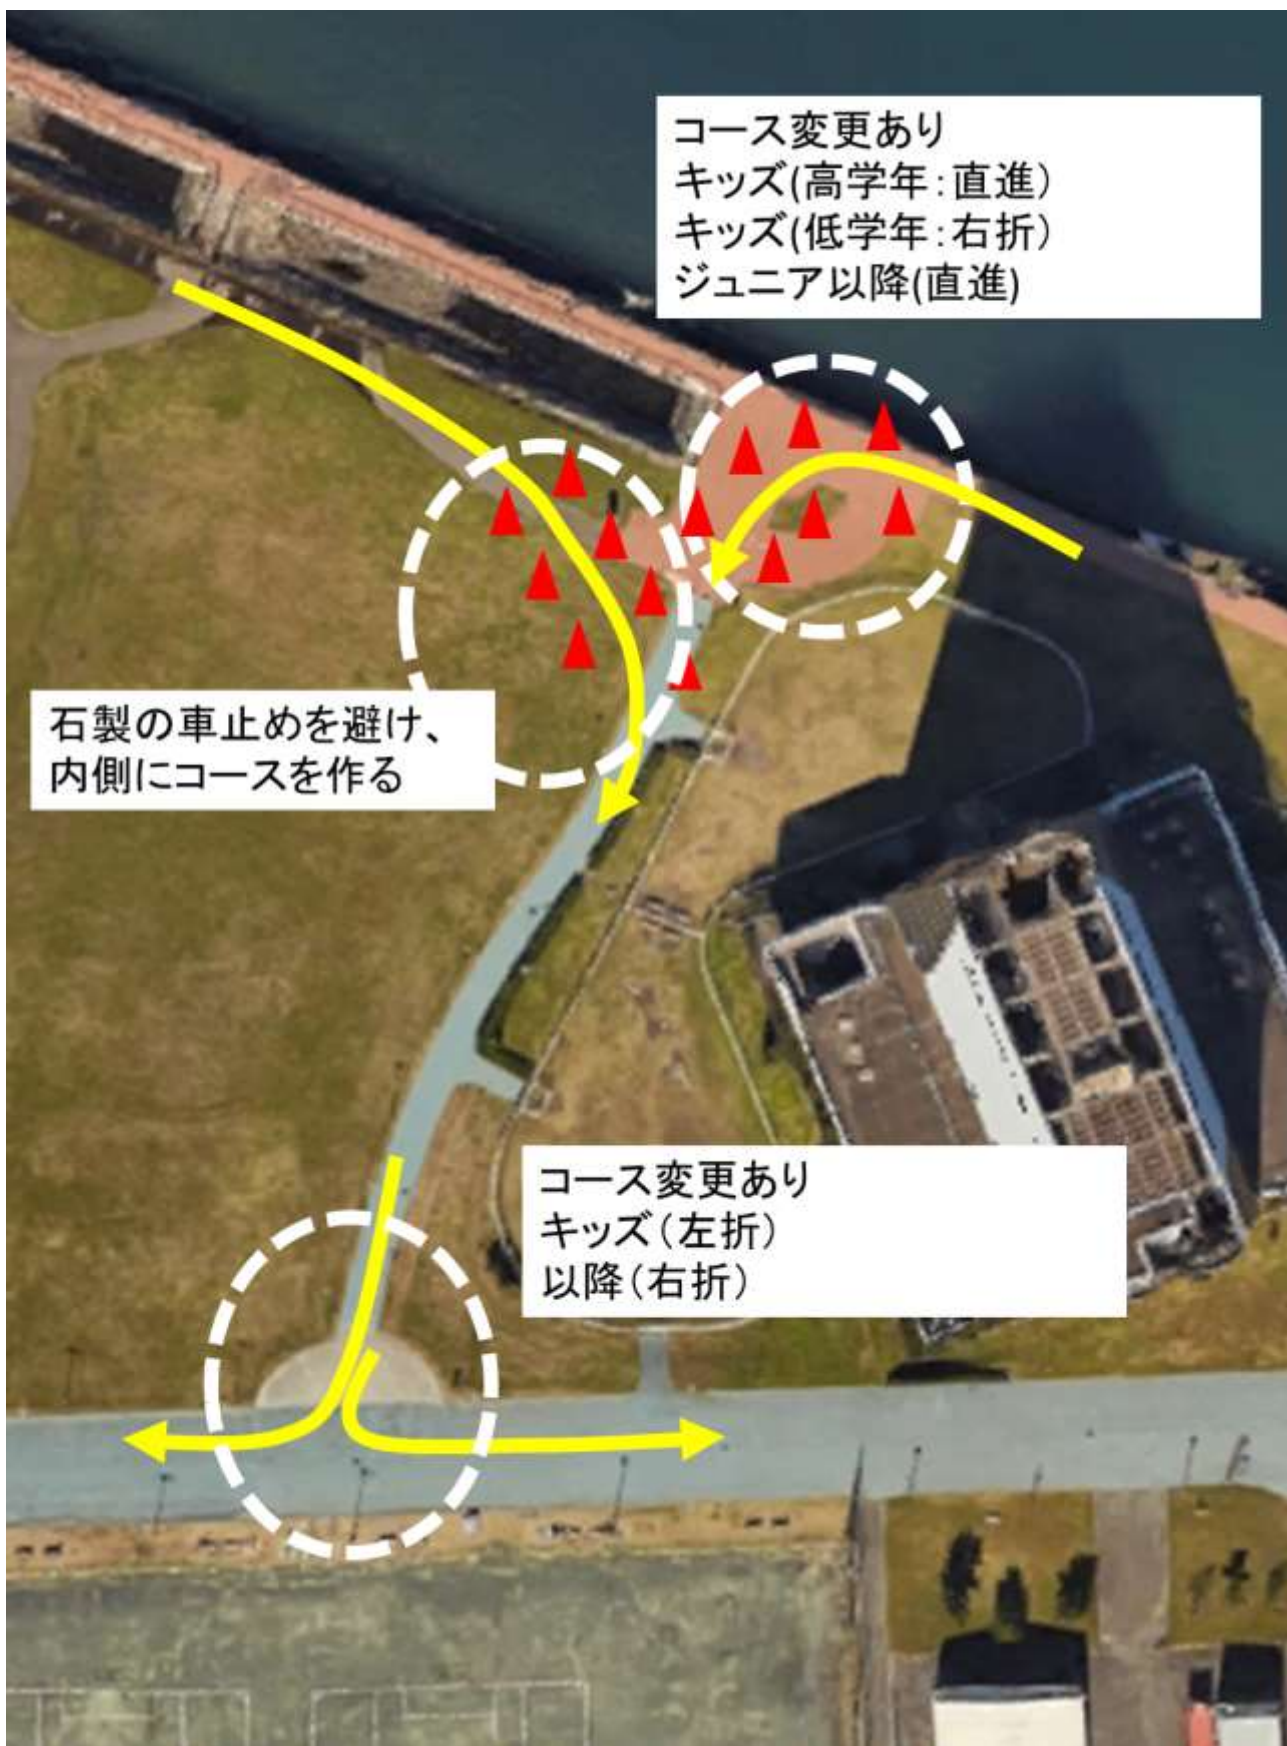 コース変更あり
キッズ(高学年：直進）
キッズ(低学年：右折）
ジュニア以降(直進)
石製の車止めを避け、
内側にコースを作る
コース変更あり
キッズ（左折）
以降（右折）